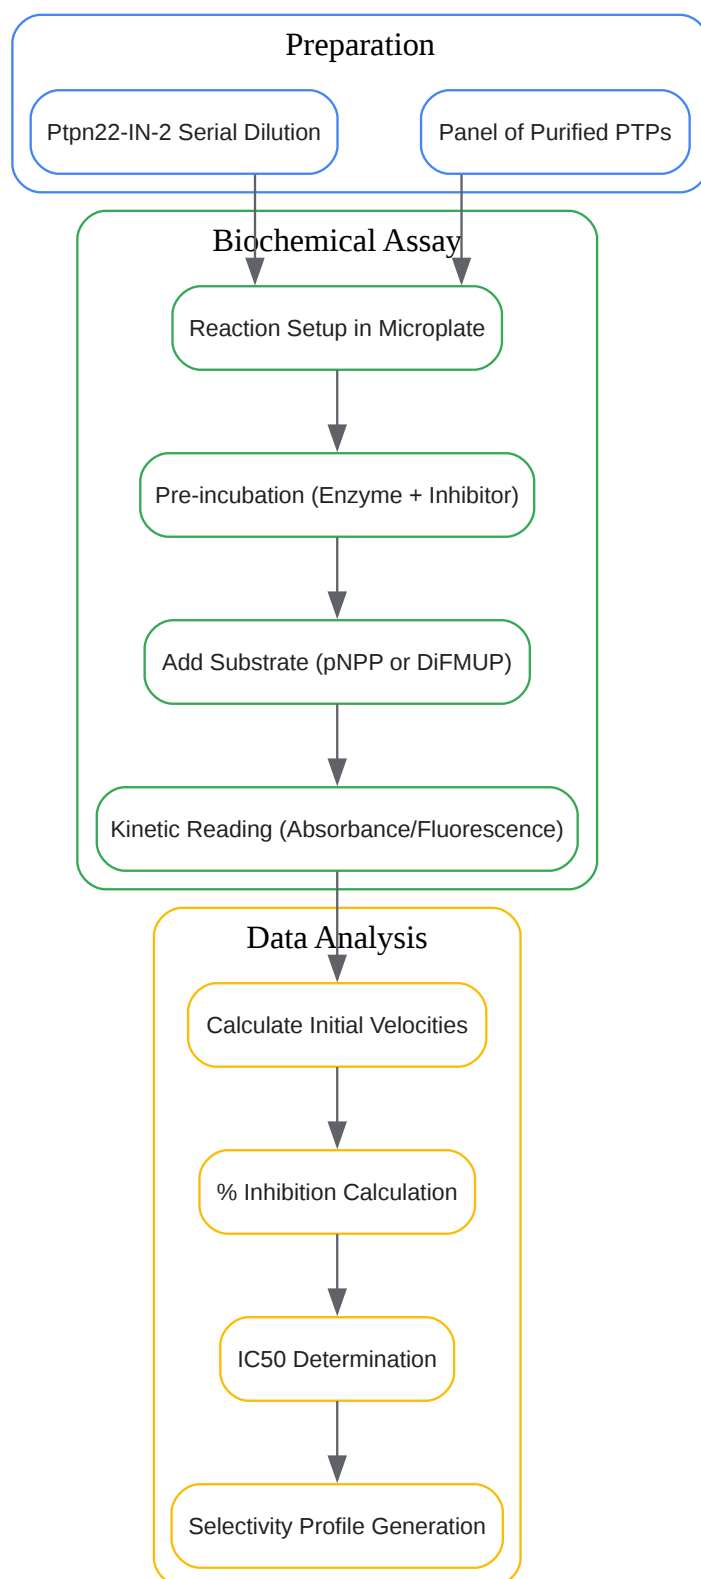 Preparation
Ptpn22-IN-2 Serial Dilution
Panel of Purified PTPs
Biochemical Assay
Reaction Setup in Microplate
Pre-incubation (Enzyme + Inhibitor)
Add Substrate (pNPP or DiFMUP)
Kinetic Reading (Absorbance/Fluorescence)
Data Analysis
Calculate Initial Velocities
% Inhibition Calculation
IC50 Determination
Selectivity Profile Generation